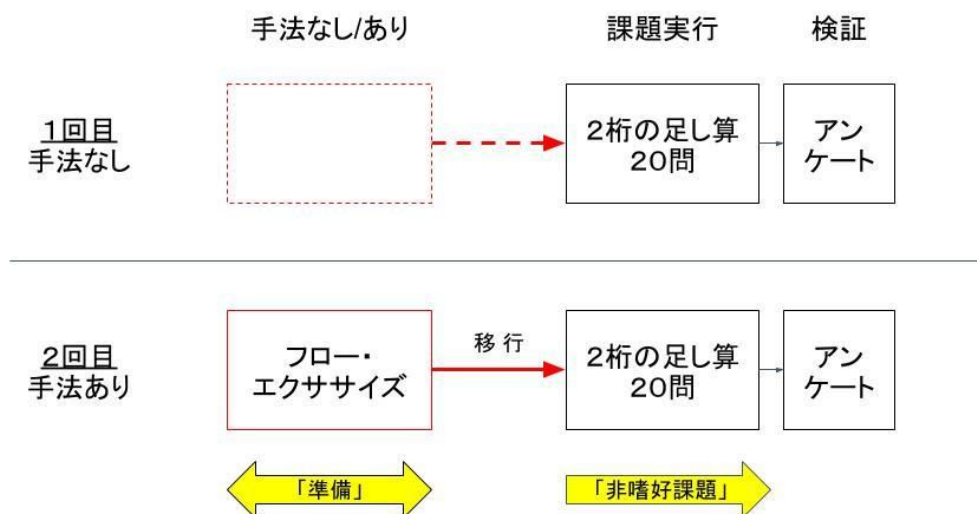 手法なし/あり
課題実行
検証
1回目
手法なし
2桁の足し算
20問
アン
ケート
2回目
手法あり
フロー・
エクササイズ
移 行
2桁の足し算
20問
アン
ケート
「準備」
「非嗜好課題」